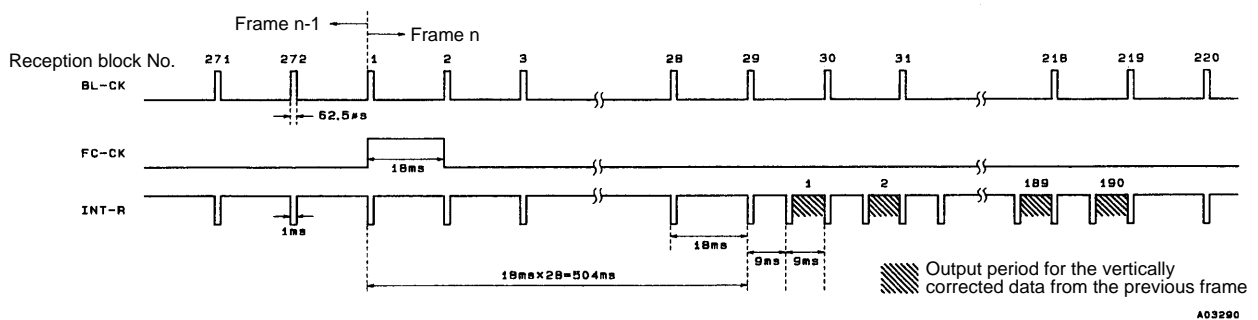 Frame n-1
Frame n
Reception block No.
271 272 1 2 3 28 29 30 31 218 219 220
BL-CK
62.5µs
FC-CK
18ms
1 2 189 190
INT-R
1ms
18ms
9ms 9ms
18ms×28=504ms
Output period for the vertically
corrected data from the previous frame
A03290